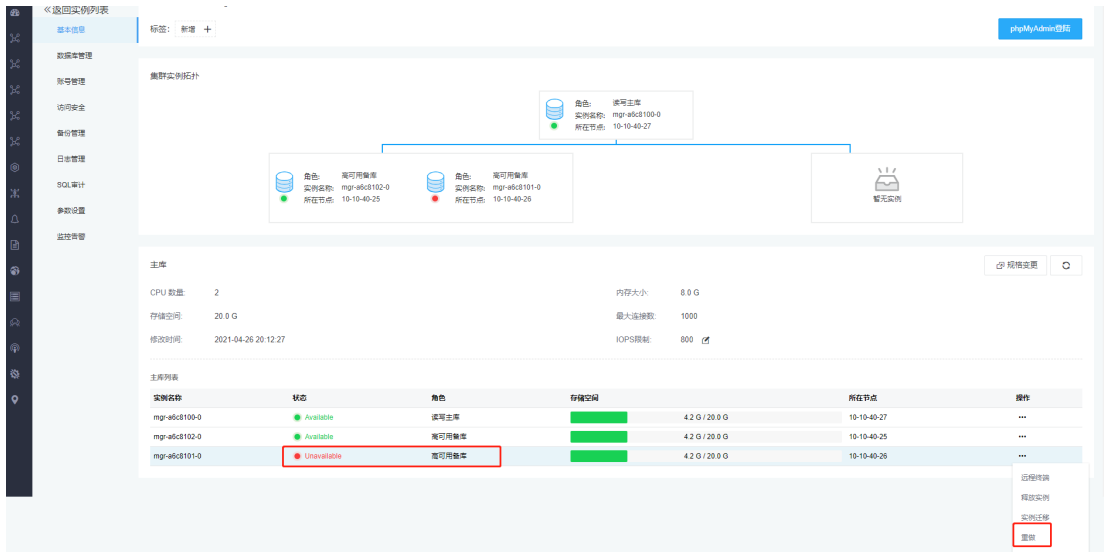 《返回实例列表
基本信息
数据库管理
账号管理
访问安全
备份管理
日志管理
SQL审计
参数设置
监控告警
标签: 新增 +
phpMyAdmin登陆
集群实例拓扑
角色: 读写主库
实例名称: mgr-a6c8100-0
所在节点: 10-10-40-27
角色: 高可用备库
实例名称: mgr-a6c8102-0
所在节点: 10-10-40-25
角色: 高可用备库
实例名称: mgr-a6c8101-0
所在节点: 10-10-40-26
暂无实例
主库
规格变更
CPU 数量: 2
内存大小: 8.0 G
存储空间: 20.0 G
最大连接数: 1000
修改时间: 2021-04-26 20:12:27
IOPS限制: 800
主库列表
实例名称 状态 角色 存储空间 所在节点 操作
mgr-a6c8100-0 Available 读写主库 4.2 G / 20.0 G 10-10-40-27 •••
mgr-a6c8102-0 Available 高可用备库 4.2 G / 20.0 G 10-10-40-25 •••
mgr-a6c8101-0 Unavailable 高可用备库 4.2 G / 20.0 G 10-10-40-26 •••
远程终端
释放实例
实例迁移
重做